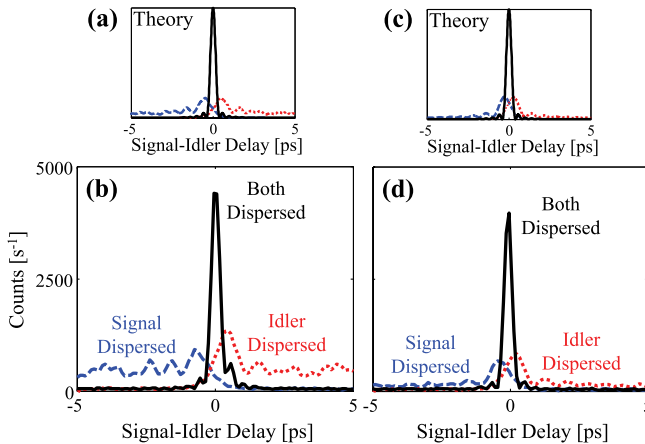 (a)
Theory
-5 0 5
Signal-Idler Delay [ps]
(c)
Theory
-5 0 5
Signal-Idler Delay [ps]
Counts [s-1]
5000
2500
0
(b)
Both
Dispersed
Signal
Dispersed
Idler
Dispersed
-5 0 5
Signal-Idler Delay [ps]
(d)
Both
Dispersed
Signal
Dispersed
Idler
Dispersed
-5 0 5
Signal-Idler Delay [ps]